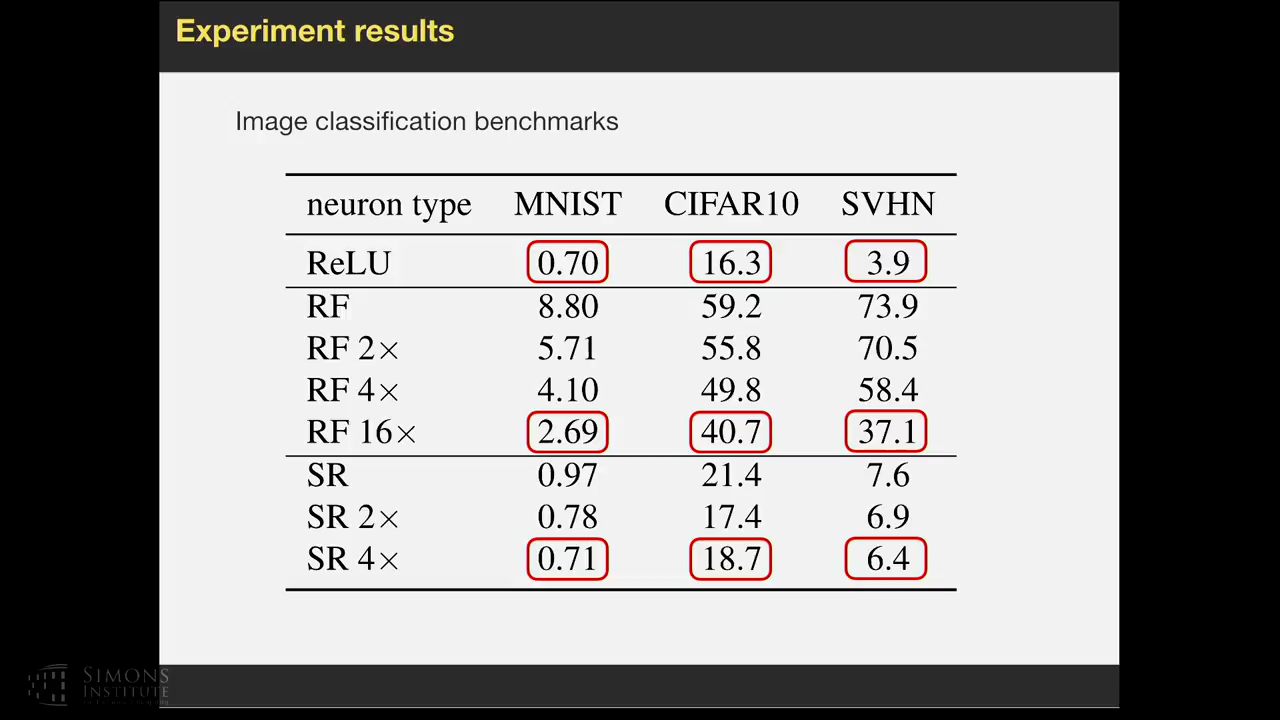 Experiment results
Image classification benchmarks
neuron type MNIST CIFAR10 SVHN
ReLU 0.70 16.3 3.9
RF 8.80 59.2 73.9
RF 2× 5.71 55.8 70.5
RF 4× 4.10 49.8 58.4
RF 16× 2.69 40.7 37.1
SR 0.97 21.4 7.6
SR 2× 0.78 17.4 6.9
SR 4× 0.71 18.7 6.4
SIMONS
INSTITUTE